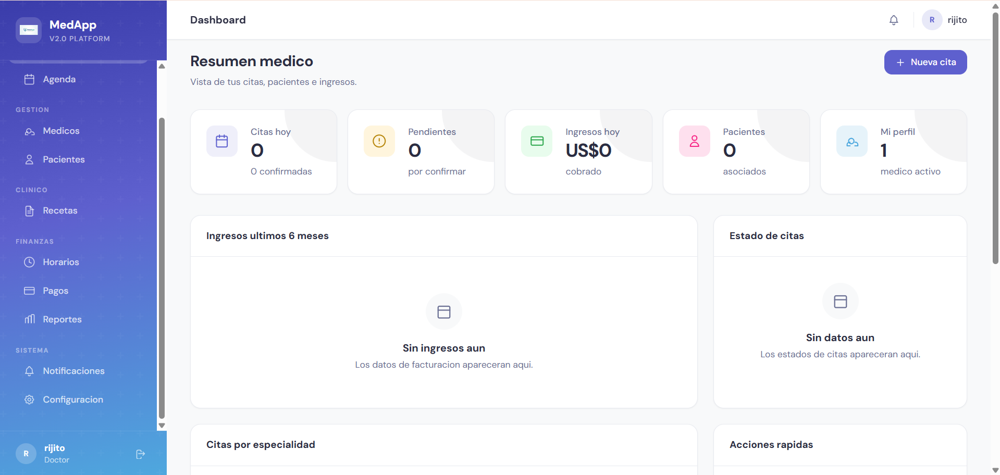 MedApp
V2.0 PLATFORM
Agenda
GESTION
Medicos
Pacientes
CLINICO
Recetas
FINANZAS
Horarios
Pagos
Reportes
SISTEMA
Notificaciones
Configuracion
R
rijito
Doctor
Dashboard
R
rijito
Resumen medico
Vista de tus citas, pacientes e ingresos.
+ Nueva cita
Citas hoy
0
0 confirmadas
Pendientes
0
por confirmar
Ingresos hoy
US$0
cobrado
Pacientes
0
asociados
Mi perfil
1
medico activo
Ingresos ultimos 6 meses
Sin ingresos aun
Los datos de facturacion apareceran aqui.
Estado de citas
Sin datos aun
Los estados de citas apareceran aqui.
Citas por especialidad
Acciones rapidas